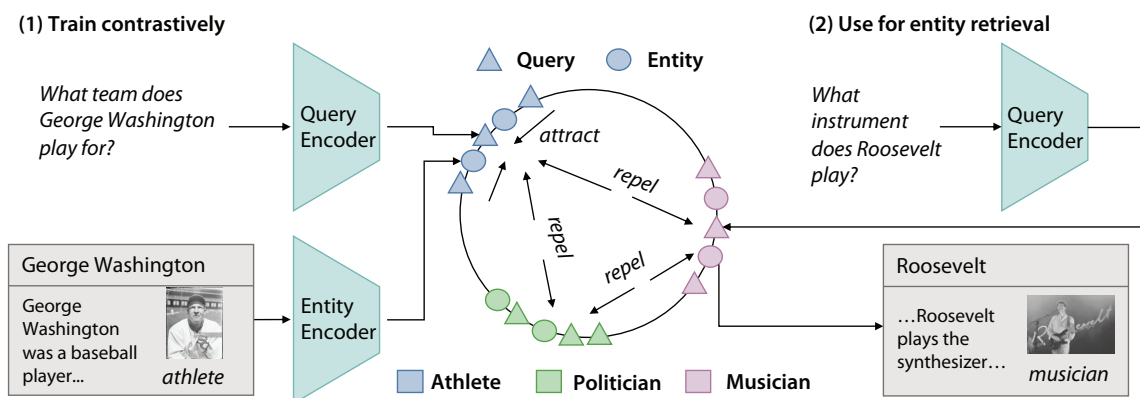 (1) Train contrastively
(2) Use for entity retrieval
Query
Entity
What team does
George Washington
play for?
Query
Encoder
attract
repel
repel
repel
What
instrument
does Roosevelt
play?
Query
Encoder
George Washington
George
Washington
was a baseball
player...
athlete
Entity
Encoder
Roosevelt
…Roosevelt
plays the
synthesizer…
Roosevelt
musician
Athlete
Politician
Musician